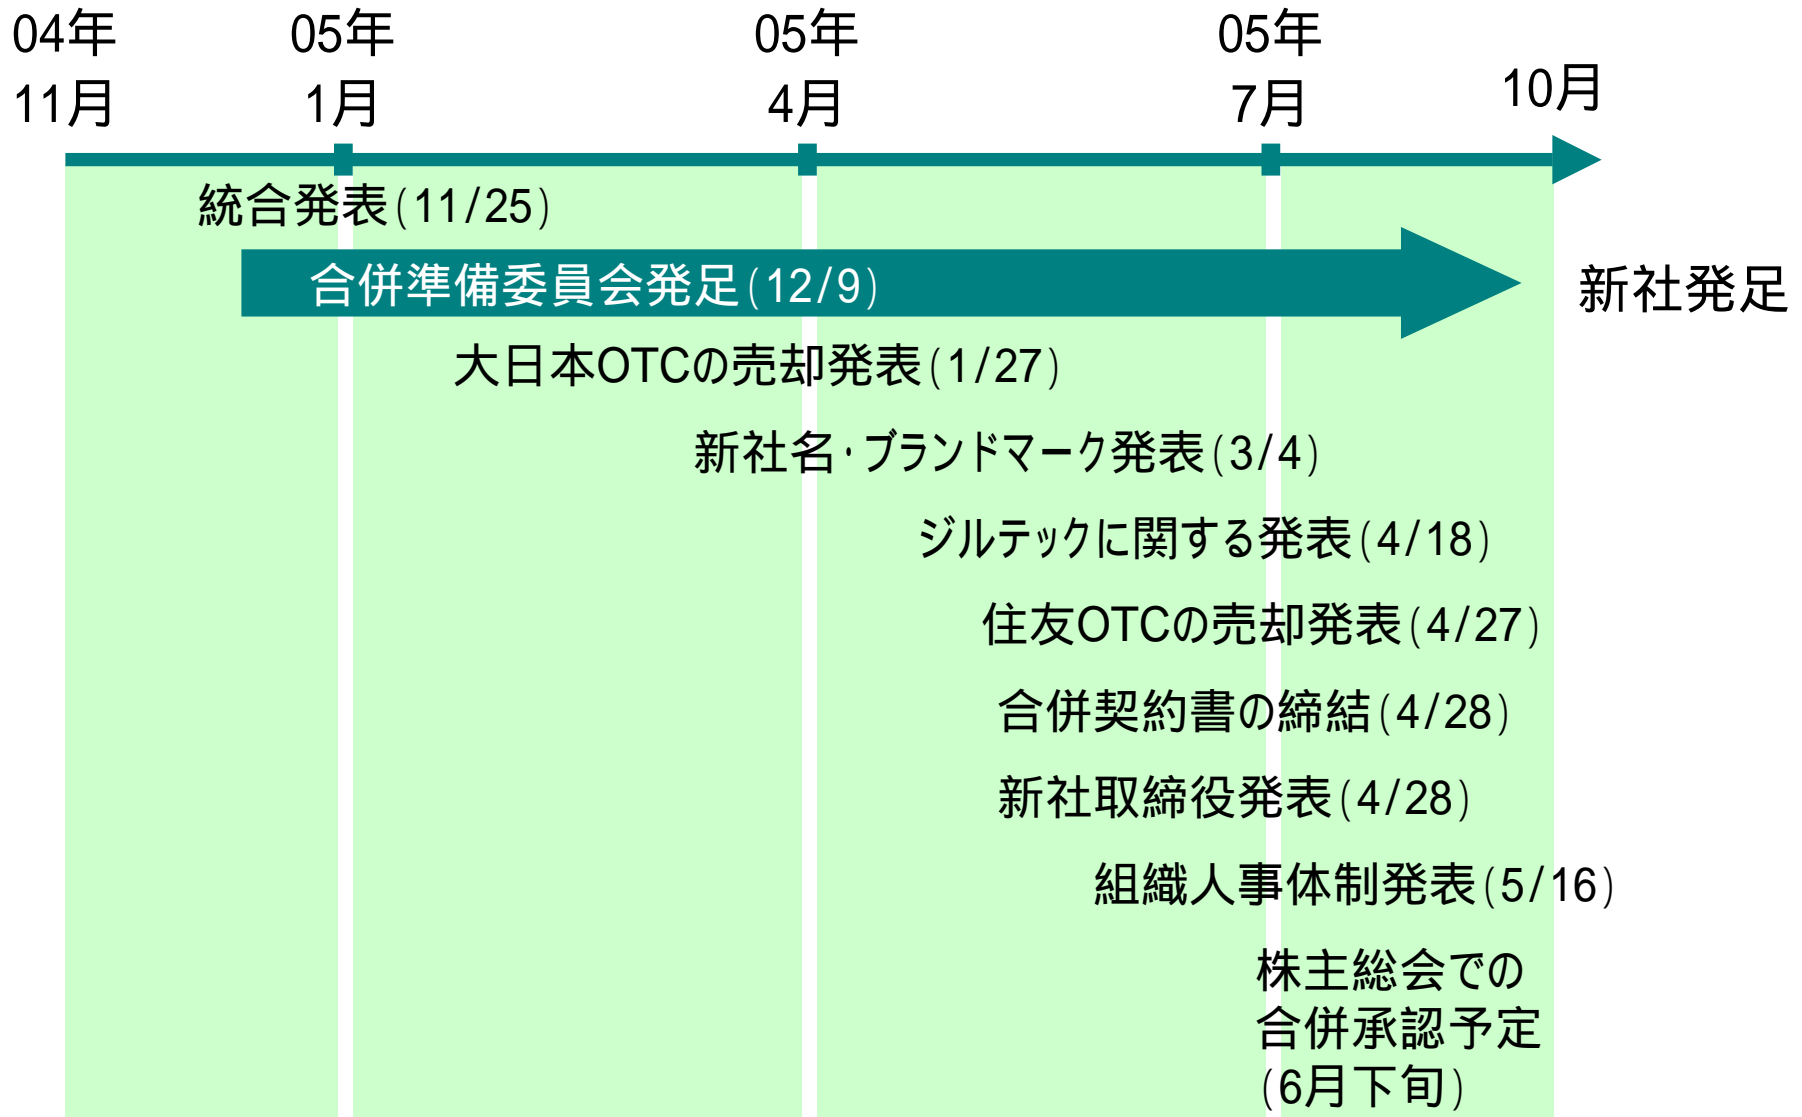 04年
11月
05年
1月
05年
4月
05年
7月
10月
統合発表(11/25)
合併準備委員会発足(12/9)
新社発足
大日本OTCの売却発表(1/27)
新社名・ブランドマーク発表(3/4)
ジルテックに関する発表(4/18)
住友OTCの売却発表(4/27)
合併契約書の締結(4/28)
新社取締役発表(4/28)
組織人事体制発表(5/16)
株主総会での
合併承認予定
(6月下旬)